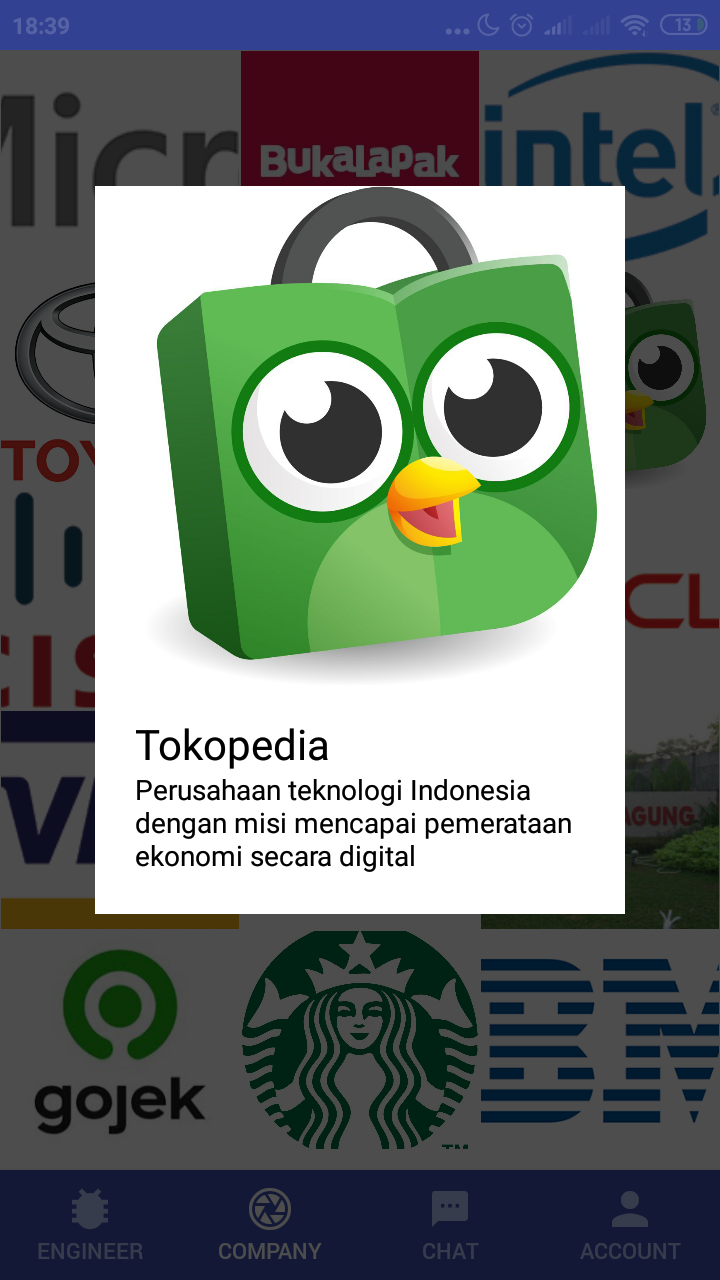 18:39
13
Micr
BUKALAPAK
intel
TOY
Tokopedia
CIS
CL
Perusahaan teknologi Indonesia
dengan misi mencapai pemerataan
ekonomi secara digital
VI
AGUNG
gojek
TM
BM
ENGINEER
COMPANY
CHAT
ACCOUNT